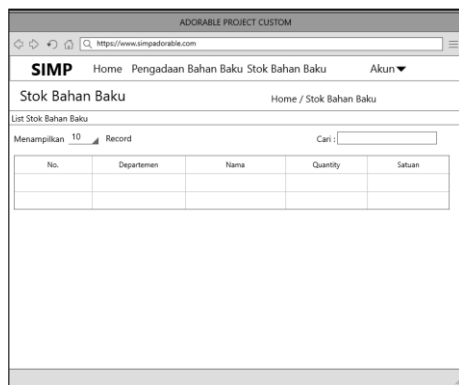 ADORABLE PROJECT CUSTOM
https://www.simpadorable.com
SIMP Home Pengadaan Bahan Baku Stok Bahan Baku Akun
Stok Bahan Baku Home / Stok Bahan Baku
List Stok Bahan Baku
Menampilkan 10 Record Cari :
No. Departemen Nama Quantity Satuan